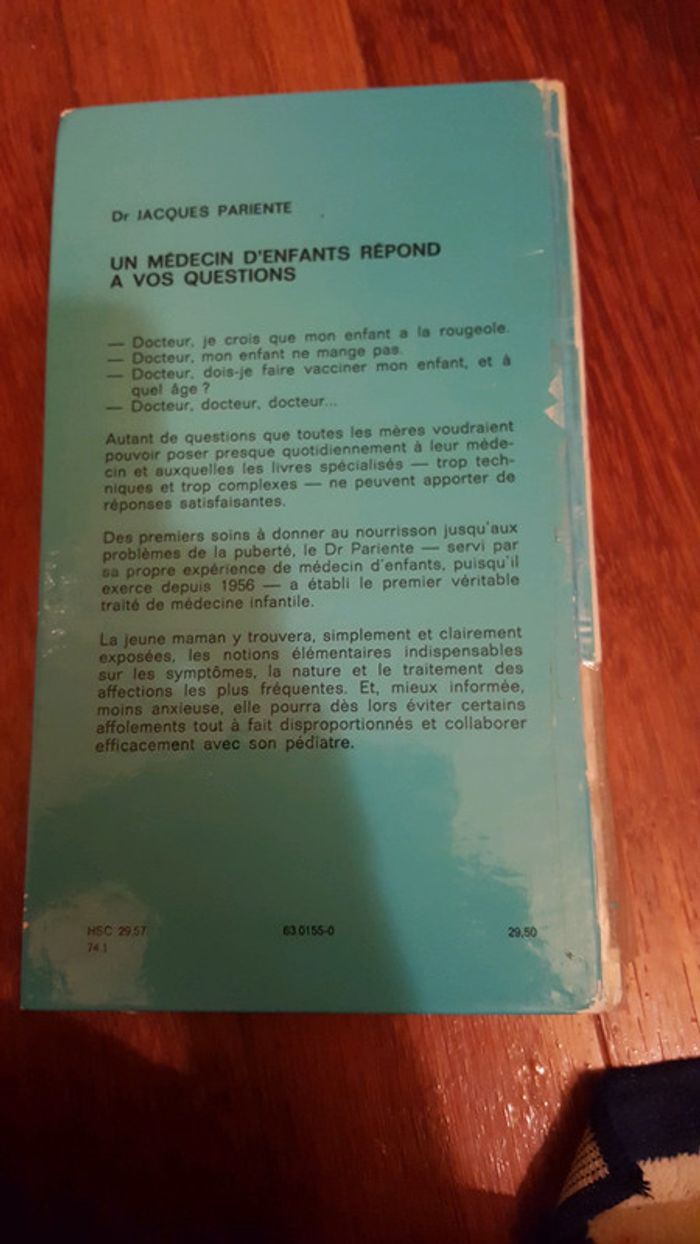 Dr JACQUES PARIENTE
UN MÉDECIN D'ENFANTS RÉPOND
A VOS QUESTIONS
— Docteur, je crois que mon enfant a la rougeole.
— Docteur, mon enfant ne mange pas.
— Docteur, dois-je faire vacciner mon enfant, et à
quel âge ?
— Docteur, docteur, docteur...
Autant de questions que toutes les mères voudraient
pouvoir poser presque quotidiennement à leur méde-
cin et auxquelles les livres spécialisés — trop tech-
niques et trop complexes — ne peuvent apporter de
réponses satisfaisantes.
Des premiers soins à donner au nourrisson jusqu'aux
problèmes de la puberté, le Dr Pariente — servi par
sa propre expérience de médecin d'enfants, puisqu'il
exerce depuis 1956 — a établi le premier véritable
traité de médecine infantile.
La jeune maman y trouvera, simplement et clairement
exposées, les notions élémentaires indispensables
sur les symptômes, la nature et le traitement des
affections les plus fréquentes. Et, mieux informée,
moins anxieuse, elle pourra dès lors éviter certains
affolements tout à fait disproportionnés et collaborer
efficacement avec son pédiatre.
HSC 29,57 63.0155-0 29,50
74.1